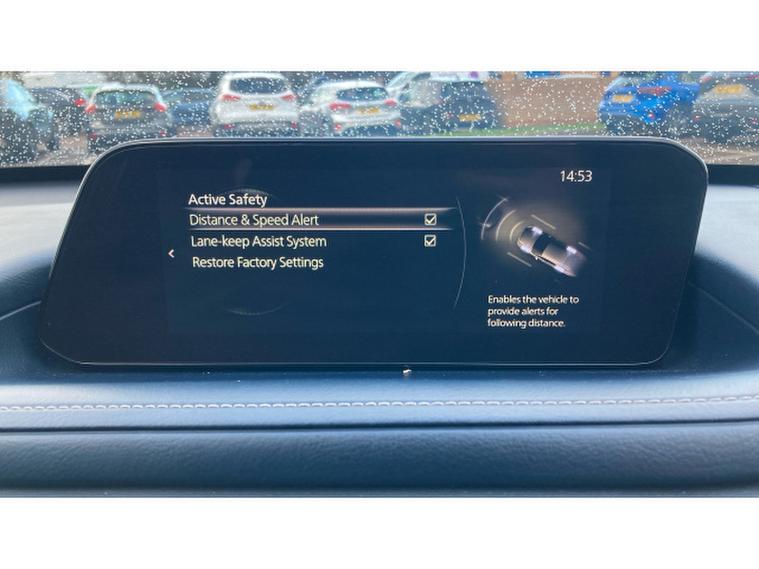 14:53
Active Safety
Distance & Speed Alert
Lane-keep Assist System
Restore Factory Settings
Enables the vehicle to
provide alerts for
following distance.